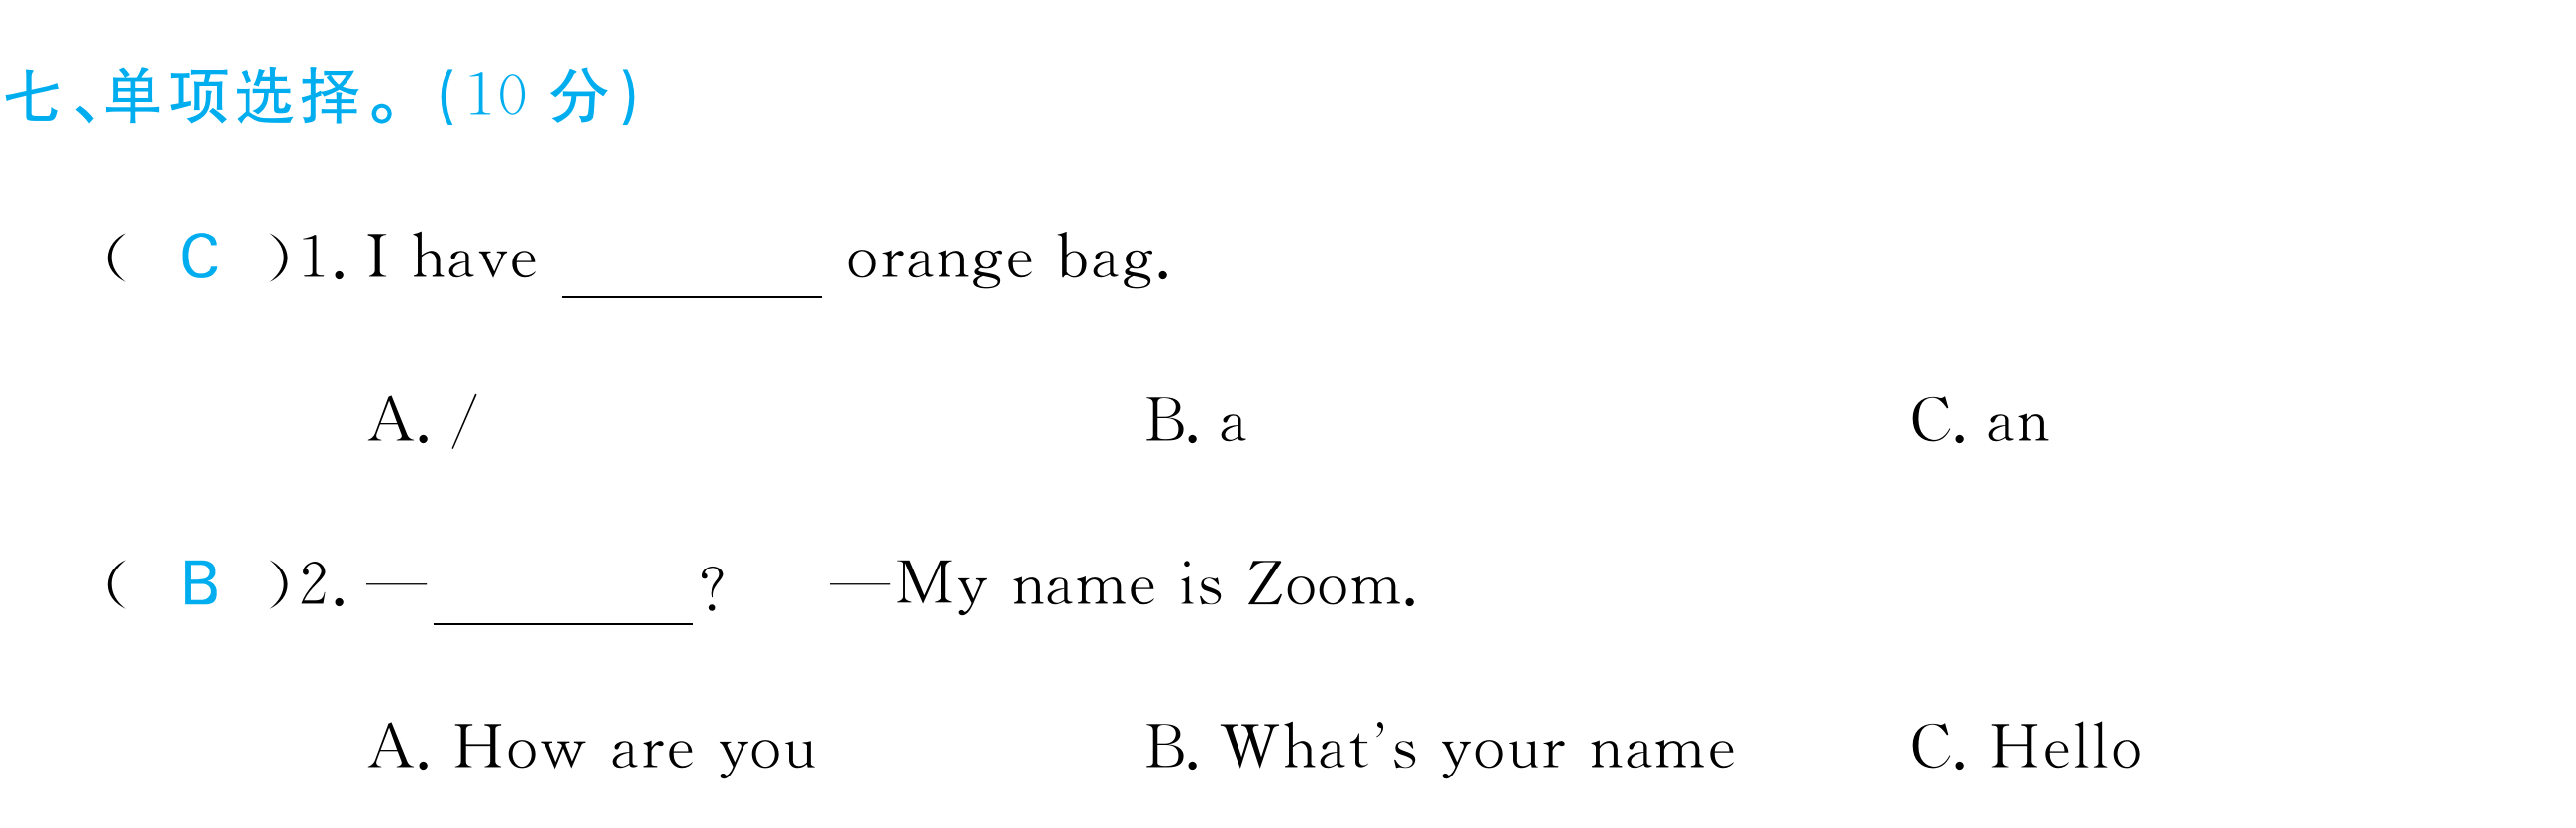 七、单项选择。(10 分)
( C )1. I have ________ orange bag.
A. / B. a C. an
( B )2. —________? —My name is Zoom.
A. How are you B. What's your name C. Hello